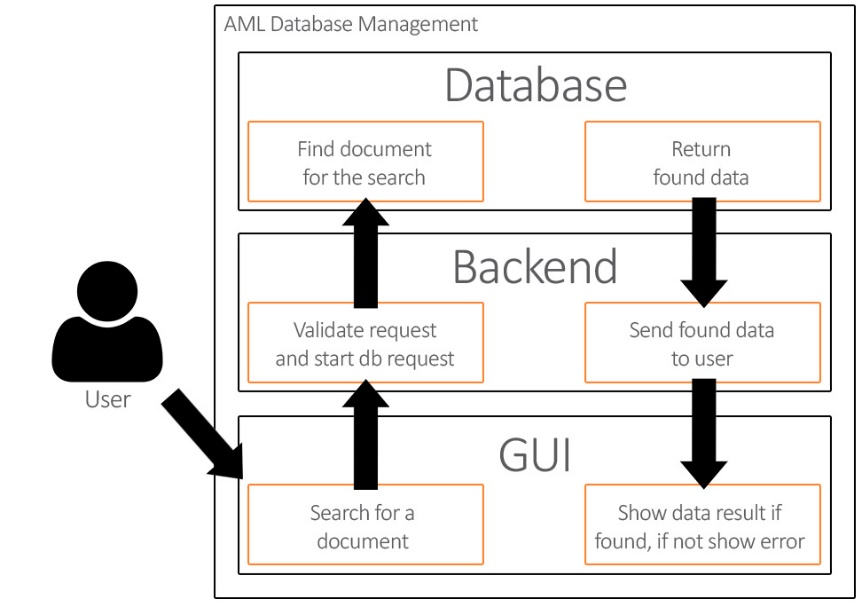 AML Database Management
Database
Find document
for the search
Return
found data
Backend
Validate request
and start db request
Send found data
to user
User
GUI
Search for a
document
Show data result if
found, if not show error